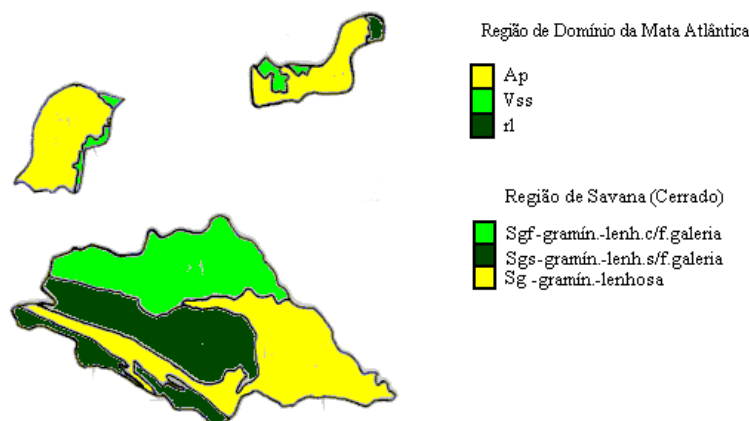 Região de Domínio da Mata Atlântica
Ap
Vss
rl
Região de Savana (Cerrado)
Sgf-gramín.-lenh.c/f.galeria
Sgs-gramín.-lenh.s/f.galeria
Sg -gramín.-lenhosa